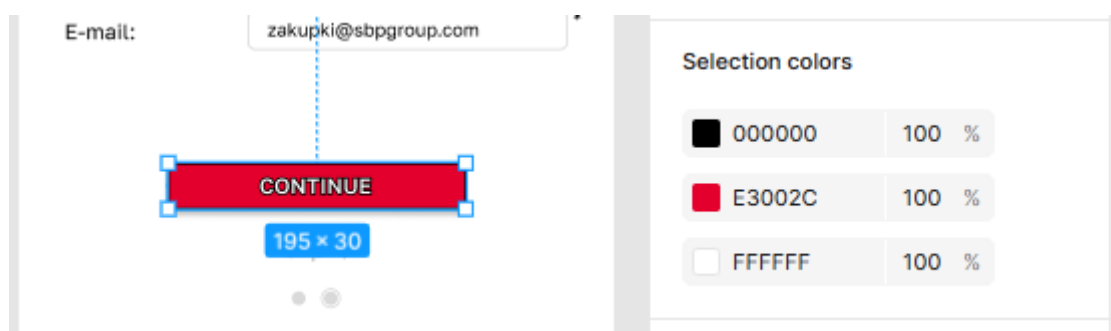 E-mail: zakupki@sbpgroup.com
CONTINUE
195 × 30
Selection colors
000000 100 %
E3002C 100 %
FFFFFF 100 %